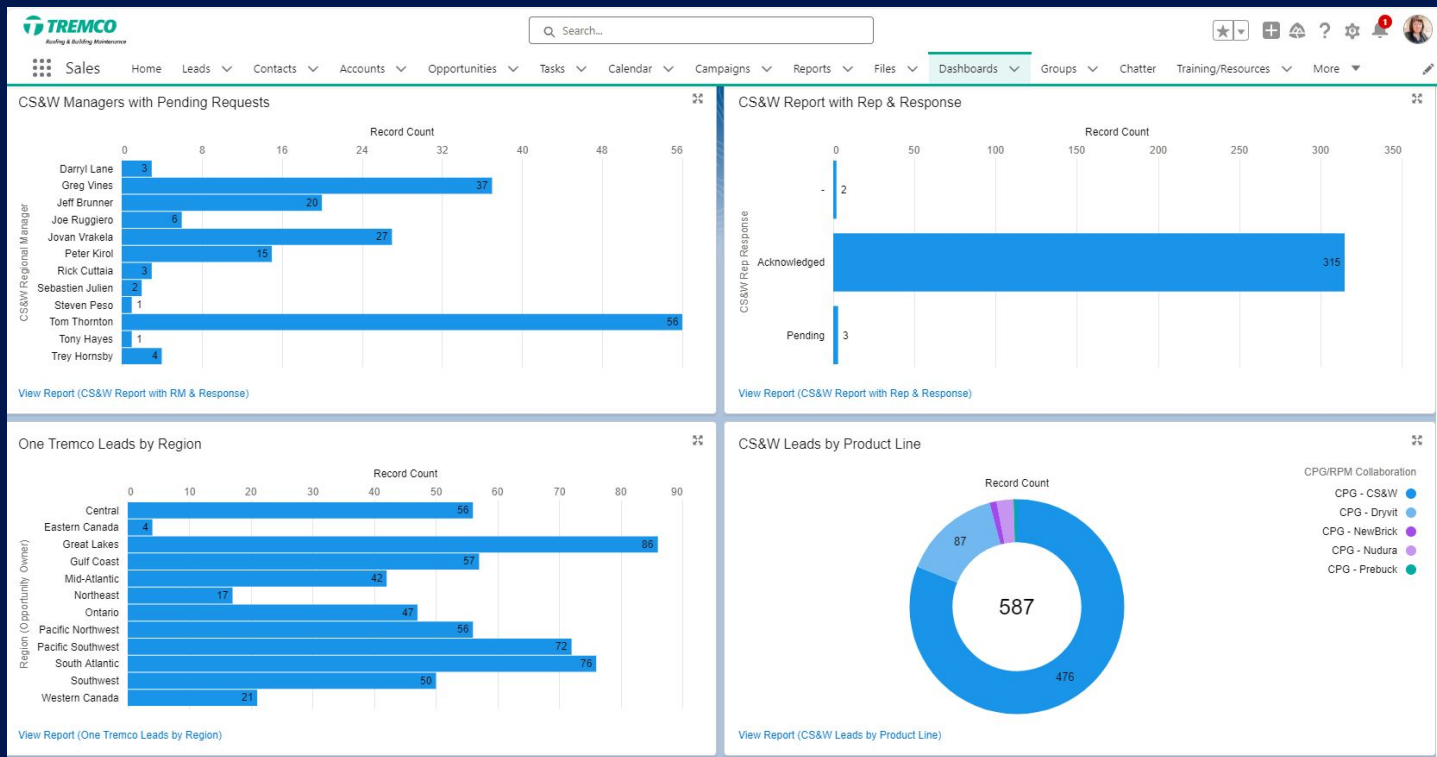 TREMCO
Roofing & Building Maintenance
Search...
1
Sales Home Leads Contacts Accounts Opportunities Tasks Calendar Campaigns Reports Files Dashboards Groups Chatter Training/Resources More
CS&W Managers with Pending Requests
Record Count
0 8 16 24 32 40 48 56
CS&W Regional Manager
Darryl Lane 3
Greg Vines 37
Jeff Brunner 20
Joe Ruggiero 6
Jovan Vrakela 27
Peter Kirol 15
Rick Cuttaia 3
Sebastien Julien 2
Steven Peso 1
Tom Thornton 56
Tony Hayes 1
Trey Hornsby 4
View Report (CS&W Report with RM & Response)
CS&W Report with Rep & Response
Record Count
0 50 100 150 200 250 300 350
CS&W Rep Response
- 2
Acknowledged 315
Pending 3
View Report (CS&W Report with Rep & Response)
One Tremco Leads by Region
Record Count
0 10 20 30 40 50 60 70 80 90
Region (Opportunity Owner)
Central 56
Eastern Canada 4
Great Lakes 86
Gulf Coast 57
Mid-Atlantic 42
Northeast 17
Ontario 47
Pacific Northwest 56
Pacific Southwest 72
South Atlantic 76
Southwest 50
Western Canada 21
View Report (One Tremco Leads by Region)
CS&W Leads by Product Line
Record Count
87
587
476
CPG/RPM Collaboration
CPG - CS&W
CPG - Dryvit
CPG - NewBrick
CPG - Nudura
CPG - Prebuck
View Report (CS&W Leads by Product Line)